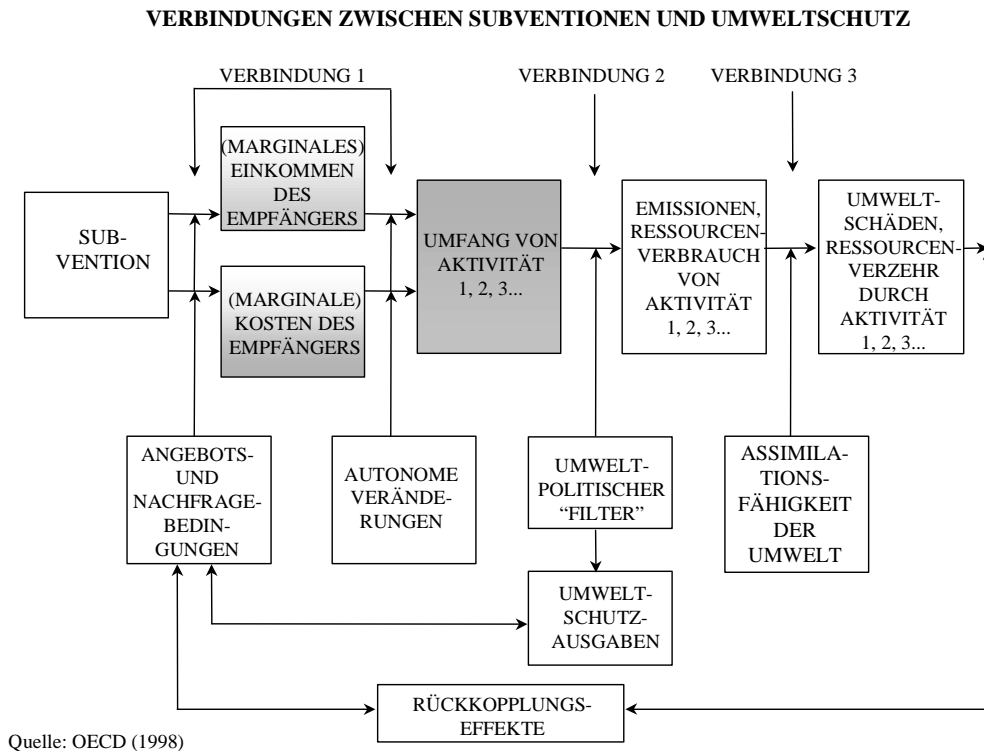 VERBINDUNGEN ZWISCHEN SUBVENTIONEN UND UMWELTSCHUTZ
VERBINDUNG 1
VERBINDUNG 2
VERBINDUNG 3
SUB-
VENTION
(MARGINALES)
EINKOMMEN
DES
EMPFÄNGERS
(MARGINALE)
KOSTEN DES
EMPFÄNGERS
UMFANG VON
AKTIVITÄT
1, 2, 3...
EMISSIONEN,
RESSOURCEN-
VERBRAUCH
VON
AKTIVITÄT
1, 2, 3...
UMWELT-
SCHÄDEN,
RESSOURCEN-
VERZEHR
DURCH
AKTIVITÄT
1, 2, 3...
ANGEBOTS-
UND
NACHFRAGE-
BEDIN-
GUNGEN
AUTONOME
VERÄNDE-
RUNGEN
UMWELT-
POLITISCHER
“FILTER”
ASSIMILA-
TIONS-
FÄHIGKEIT
DER
UMWELT
UMWELT-
SCHUTZ-
AUSGABEN
RÜCKKOPPLUNGS-
EFFEKTE
Quelle: OECD (1998)